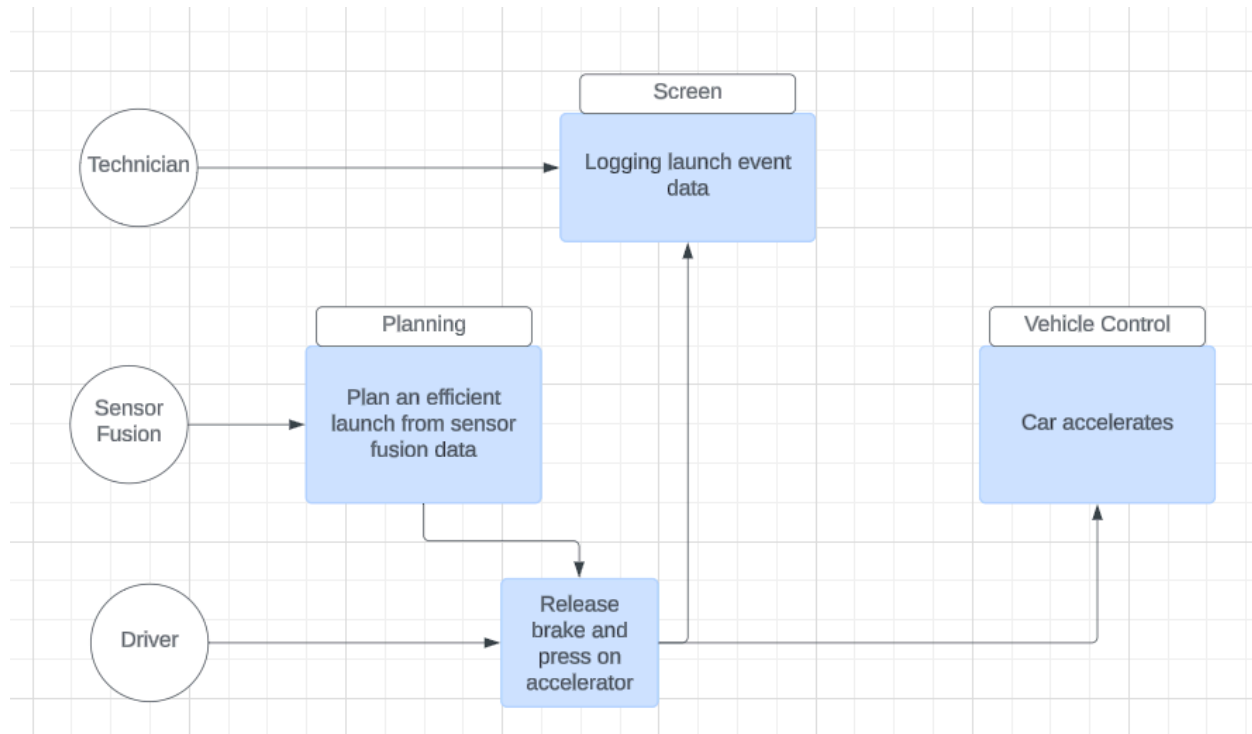 Screen
Technician
Logging launch event
data
Planning
Vehicle Control
Sensor
Fusion
Plan an efficient
launch from sensor
fusion data
Car accelerates
Driver
Release
brake and
press on
accelerator